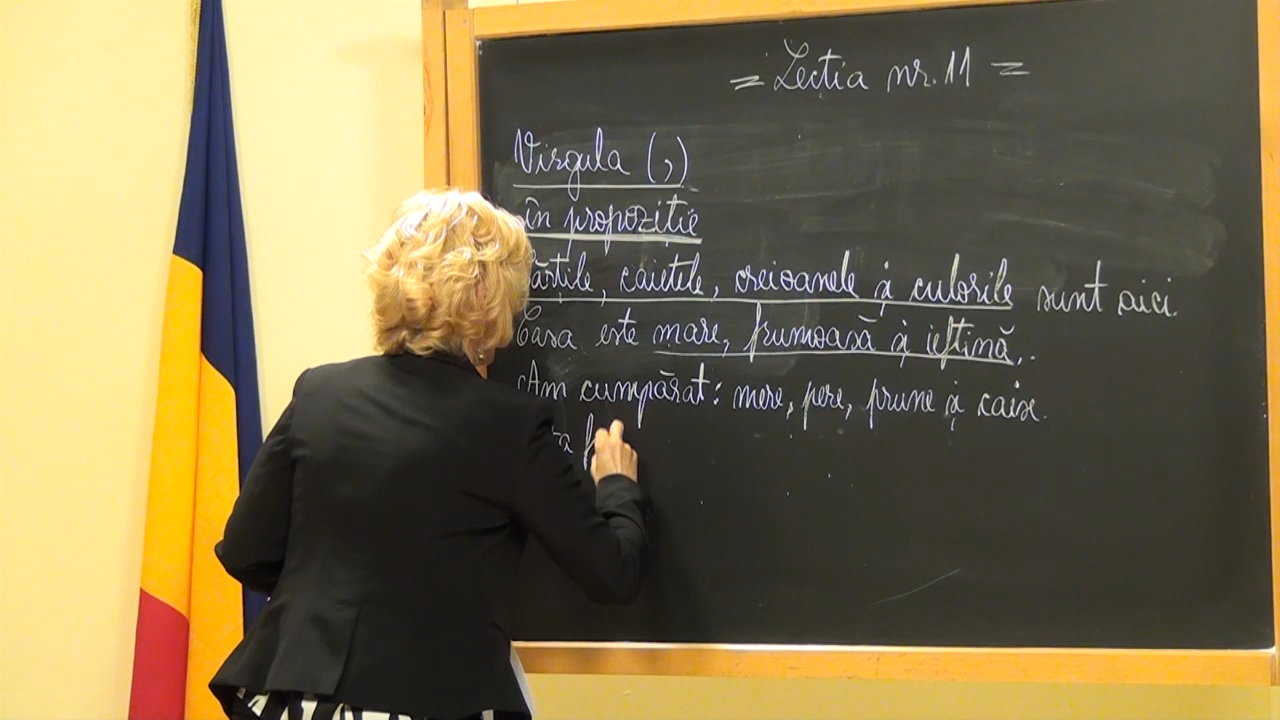 = Lecția nr. 11 =
Virgula (,)
în propoziție
Cărțile, caietele, creioanele și culorile sunt aici.
Casa este mare, frumoasă și ieftină.
Am cumpărat: mere, pere, prune și caise.